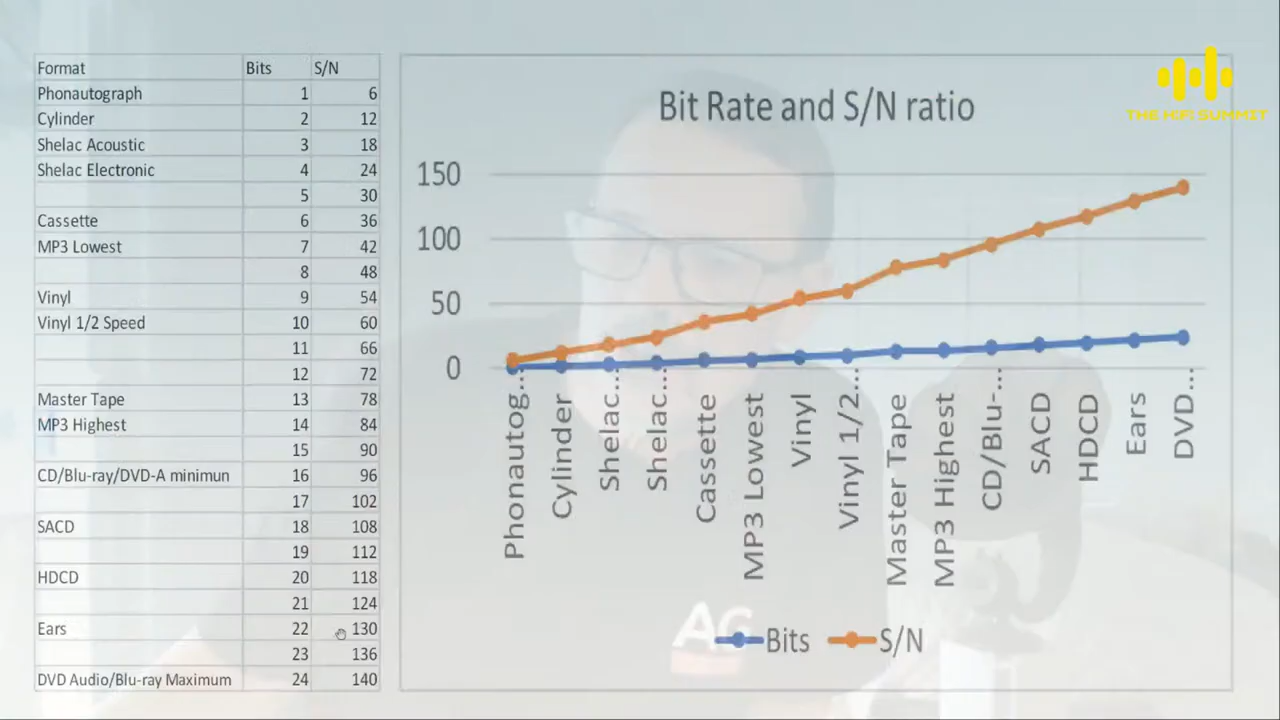 Format Bits S/N
Phonautograph 1 6
Cylinder 2 12
Shelac Acoustic 3 18
Shelac Electronic 4 24
5 30
Cassette 6 36
MP3 Lowest 7 42
8 48
Vinyl 9 54
Vinyl 1/2 Speed 10 60
11 66
12 72
Master Tape 13 78
MP3 Highest 14 84
15 90
CD/Blu-ray/DVD-A minimun 16 96
17 102
SACD 18 108
19 112
HDCD 20 118
21 124
Ears 22 130
23 136
DVD Audio/Blu-ray Maximum 24 140
Bit Rate and S/N ratio
150
100
50
0
Phonautog...
Cylinder
Shelac...
Shelac...
Cassette
MP3 Lowest
Vinyl
Vinyl 1/2...
Master Tape
MP3 Highest
CD/Blu-...
SACD
HDCD
Ears
DVD...
Bits S/N
THE HIFI SUMMIT
AG